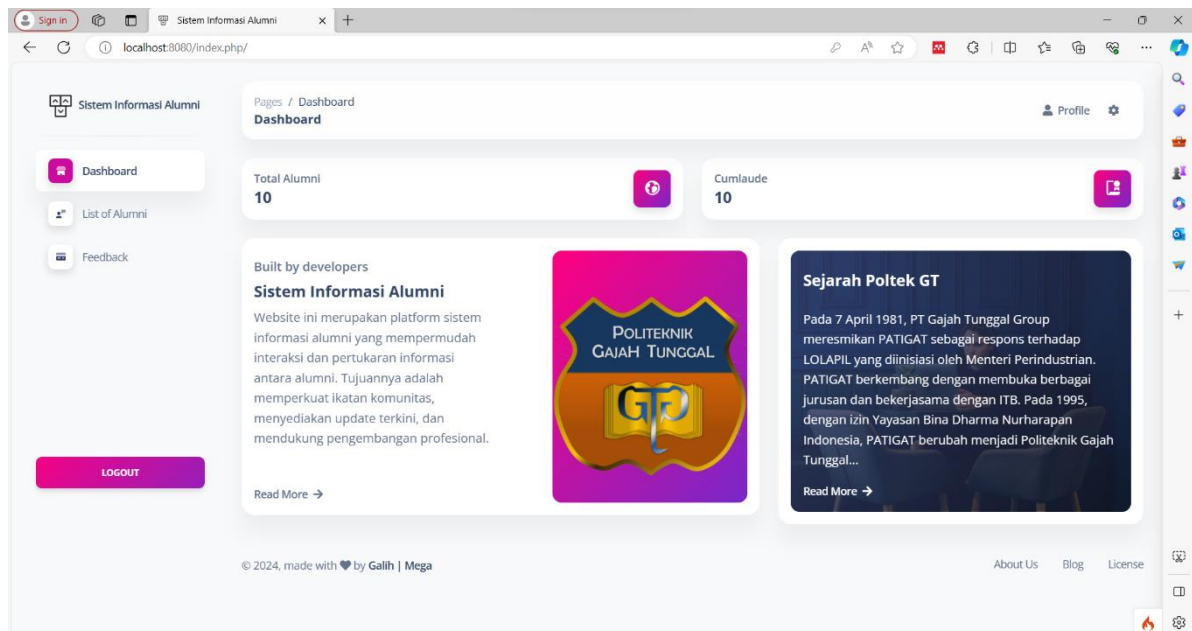 Sign in
Sistem Informasi Alumni
localhost:8080/index.php/
Sistem Informasi Alumni
Dashboard
List of Alumni
Feedback
LOGOUT
Pages / Dashboard
Dashboard
Profile
Total Alumni
10
Cumlaude
10
Built by developers
Sistem Informasi Alumni
Website ini merupakan platform sistem
informasi alumni yang mempermudah
interaksi dan pertukaran informasi
antara alumni. Tujuannya adalah
memperkuat ikatan komunitas,
menyediakan update terkini, dan
mendukung pengembangan profesional.
Read More →
POLITEKNIK
GAJAH TUNGGAL
GTP
Sejarah Poltek GT
Pada 7 April 1981, PT Gajah Tunggal Group
meresmikan PATIGAT sebagai respons terhadap
LOLAPIL yang diinisiasi oleh Menteri Perindustrian.
PATIGAT berkembang dengan membuka berbagai
jurusan dan bekerjasama dengan ITB. Pada 1995,
dengan izin Yayasan Bina Dharma Nurharapan
Indonesia, PATIGAT berubah menjadi Politeknik Gajah
Tunggal...
Read More →
© 2024, made with ♥ by Galih | Mega
About Us
Blog
License